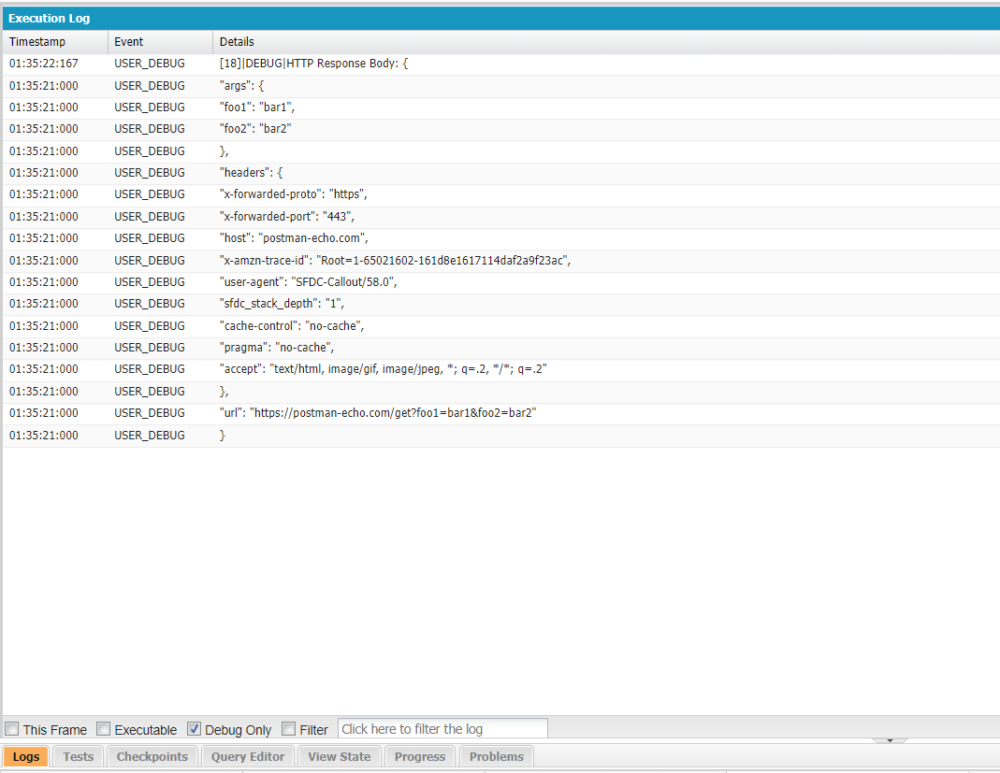 Execution Log
Timestamp Event Details
01:35:22:167 USER_DEBUG [18]|DEBUG|HTTP Response Body: {
01:35:21:000 USER_DEBUG "args": {
01:35:21:000 USER_DEBUG "foo1": "bar1",
01:35:21:000 USER_DEBUG "foo2": "bar2"
01:35:21:000 USER_DEBUG },
01:35:21:000 USER_DEBUG "headers": {
01:35:21:000 USER_DEBUG "x-forwarded-proto": "https",
01:35:21:000 USER_DEBUG "x-forwarded-port": "443",
01:35:21:000 USER_DEBUG "host": "postman-echo.com",
01:35:21:000 USER_DEBUG "x-amzn-trace-id": "Root=1-65021602-161d8e1617114daf2a9f23ac",
01:35:21:000 USER_DEBUG "user-agent": "SFDC-Callout/58.0",
01:35:21:000 USER_DEBUG "sfdc_stack_depth": "1",
01:35:21:000 USER_DEBUG "cache-control": "no-cache",
01:35:21:000 USER_DEBUG "pragma": "no-cache",
01:35:21:000 USER_DEBUG "accept": "text/html, image/gif, image/jpeg, *; q=.2, */*; q=.2"
01:35:21:000 USER_DEBUG },
01:35:21:000 USER_DEBUG "url": "https://postman-echo.com/get?foo1=bar1&foo2=bar2"
01:35:21:000 USER_DEBUG }
This Frame Executable Debug Only Filter Click here to filter the log
Logs Tests Checkpoints Query Editor View State Progress Problems